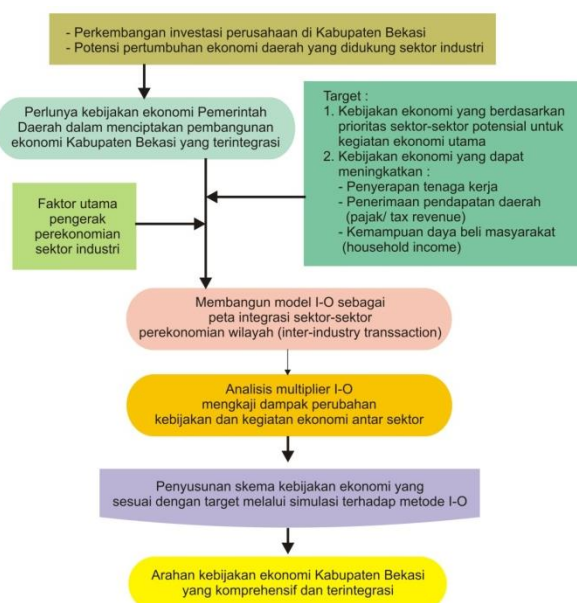 - Perkembangan investasi perusahaan di Kabupaten Bekasi
- Potensi pertumbuhan ekonomi daerah yang didukung sektor industri
Perlunya kebijakan ekonomi Pemerintah
Daerah dalam menciptakan pembangunan
ekonomi Kabupaten Bekasi yang terintegrasi
Target :
1. Kebijakan ekonomi yang berdasarkan
prioritas sektor-sektor potensial untuk
kegiatan ekonomi utama
2. Kebijakan ekonomi yang dapat
meningkatkan :
- Penyerapan tenaga kerja
- Penerimaan pendapatan daerah
(pajak/ tax revenue)
- Kemampuan daya beli masyarakat
(household income)
Faktor utama
pengerak
perekonomian
sektor industri
Membangun model I-O sebagai
peta integrasi sektor-sektor
perekonomian wilayah (inter-industry transsaction)
Analisis multiplier I-O
mengkaji dampak perubahan
kebijakan dan kegiatan ekonomi antar sektor
Penyusunan skema kebijakan ekonomi yang
sesuai dengan target melalui simulasi terhadap metode I-O
Arahan kebijakan ekonomi Kabupaten Bekasi
yang komprehensif dan terintegrasi